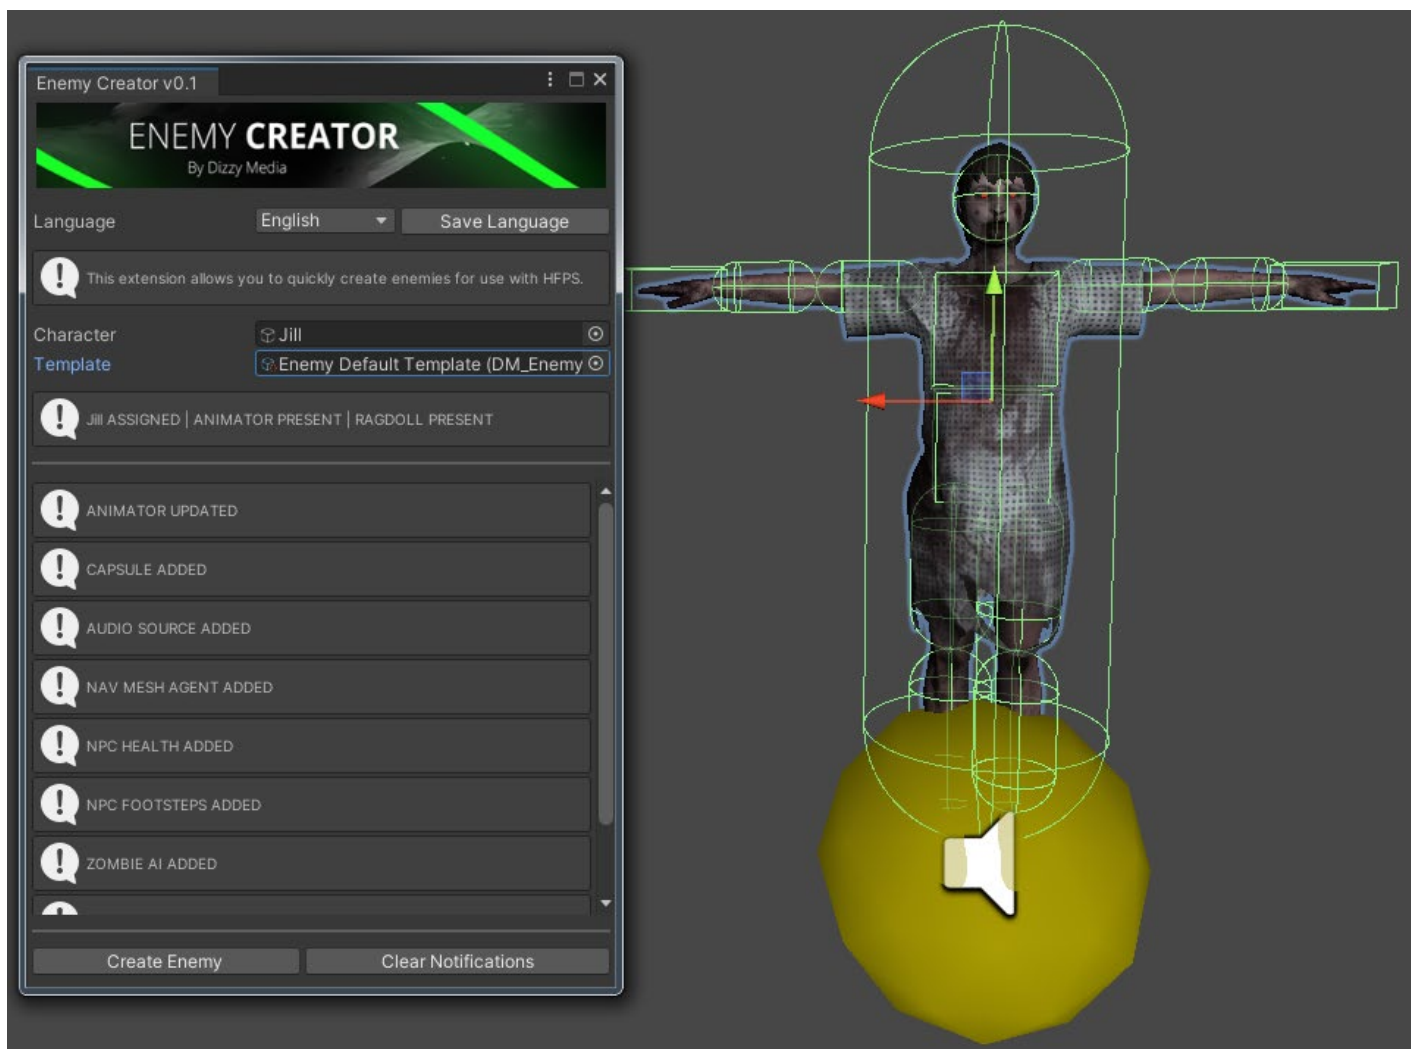 Enemy Creator v0.1
ENEMY CREATOR
By Dizzy Media
Language English Save Language
This extension allows you to quickly create enemies for use with HFPS.
Character Jill
Template Enemy Default Template (DM_Enemy
Jill ASSIGNED | ANIMATOR PRESENT | RAGDOLL PRESENT
ANIMATOR UPDATED
CAPSULE ADDED
AUDIO SOURCE ADDED
NAV MESH AGENT ADDED
NPC HEALTH ADDED
NPC FOOTSTEPS ADDED
ZOMBIE AI ADDED
Create Enemy Clear Notifications